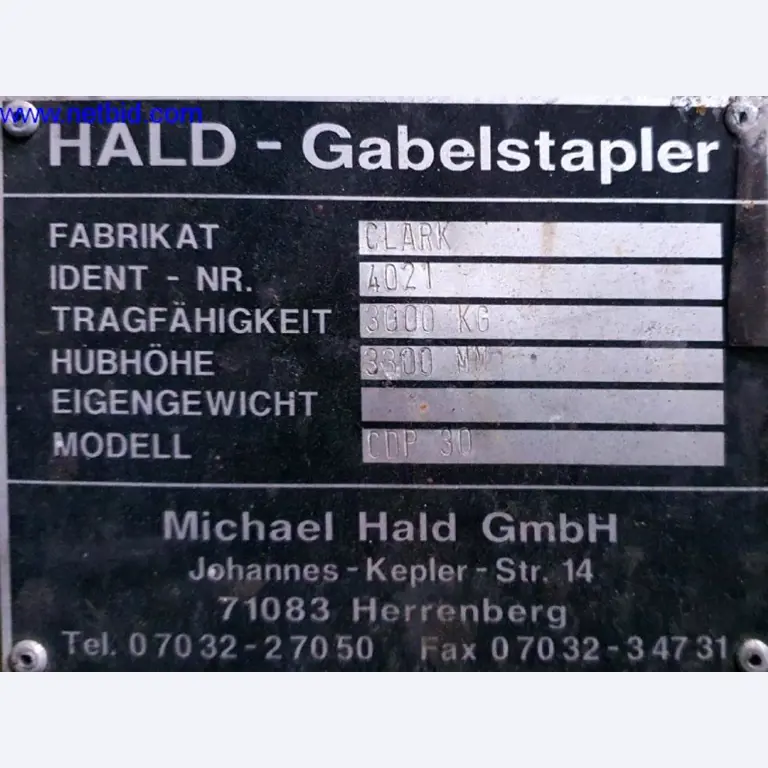 www.netbid.com
HALD - Gabelstapler
FABRIKAT CLARK
IDENT - NR. 4021
TRAGFÄHIGKEIT 3000 KG
HUBHÖHE 3300 MM
EIGENGEWICHT
MODELL CDP 30
Michael Hald GmbH
Johannes - Kepler - Str. 14
71083 Herrenberg
Tel. 07032-27050 Fax 07032-34731